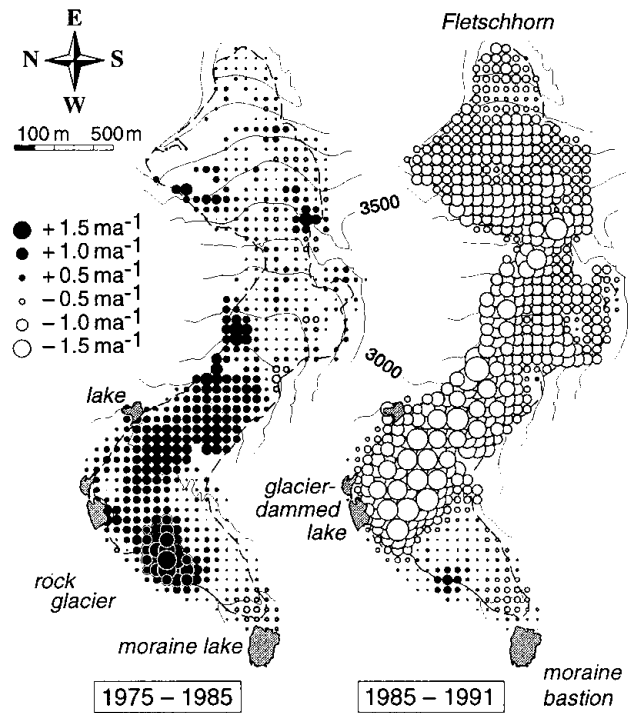 Fletschhorn
E
N
S
W
100 m 500 m
3500
+ 1.5 ma-1
+ 1.0 ma-1
+ 0.5 ma-1
− 0.5 ma-1
− 1.0 ma-1
− 1.5 ma-1
3000
lake
glacier-
dammed
lake
rock
glacier
moraine lake
moraine
bastion
1975 – 1985
1985 – 1991